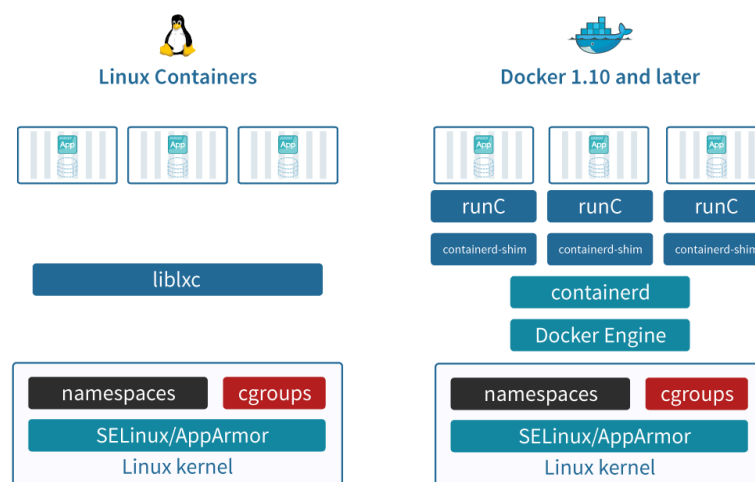 Linux Containers
App
App
App
liblxc
namespaces
cgroups
SELinux/AppArmor
Linux kernel
Docker 1.10 and later
App
App
App
runC
runC
runC
containerd-shim
containerd-shim
containerd-shim
containerd
Docker Engine
namespaces
cgroups
SELinux/AppArmor
Linux kernel